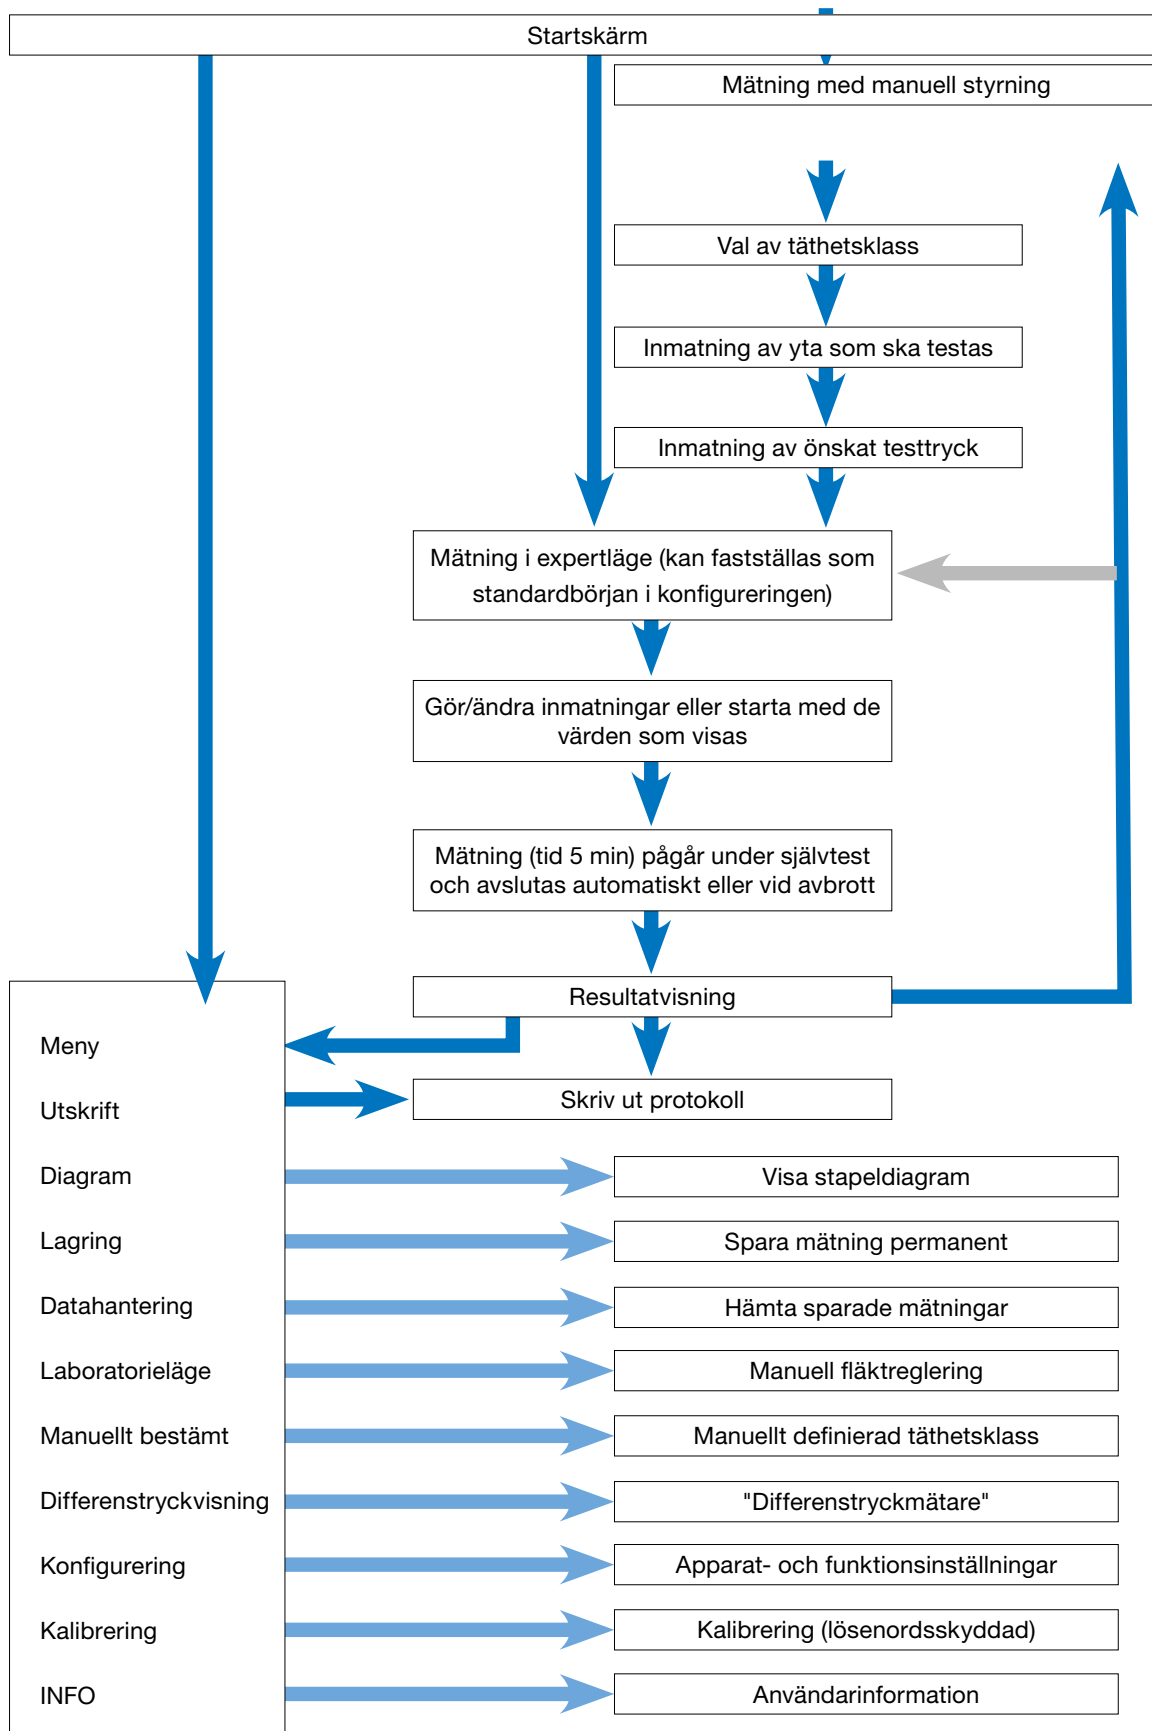 Startskärm
Mätning med manuell styrning
Val av täthetsklass
Inmatning av yta som ska testas
Inmatning av önskat testtryck
Mätning i expertläge (kan fastställas som
standardbörjan i konfigureringen)
Gör/ändra inmatningar eller starta med de
värden som visas
Mätning (tid 5 min) pågår under självtest
och avslutas automatiskt eller vid avbrott
Resultatvisning
Meny
Skriv ut protokoll
Utskrift
Diagram
Visa stapeldiagram
Lagring
Spara mätning permanent
Datahantering
Hämta sparade mätningar
Laboratorieläge
Manuell fläktreglering
Manuellt bestämt
Manuellt definierad täthetsklass
Differenstryckvisning
"Differenstryckmätare"
Konfigurering
Apparat- och funktionsinställningar
Kalibrering
Kalibrering (lösenordsskyddad)
INFO
Användarinformation